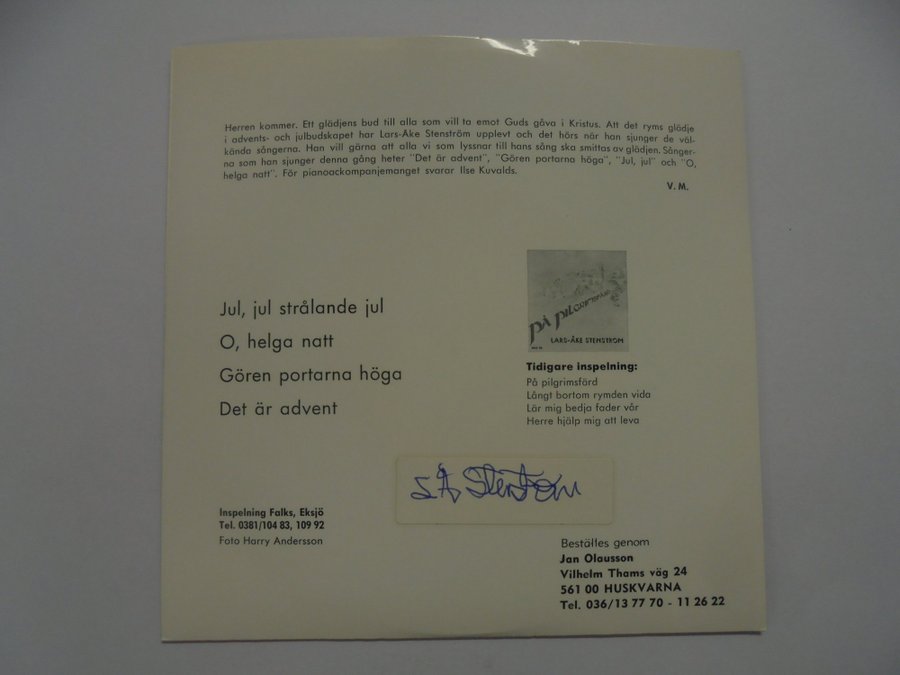 Herren kommer. Ett glädjens bud till alla som vill ta emot Guds gåva i Kristus. Att det ryms glädje
i advents- och julbudskapet har Lars-Åke Stenström upplevt och det hörs när han sjunger de väl-
kända sångerna. Han vill gärna att alla vi som lyssnar till hans sång ska smittas av glädjen. Sånger-
na som han sjunger denna gång heter "Det är advent", "Gören portarna höga", "Jul, jul" och "O,
helga natt". För pianoackompanjemanget svarar Ilse Kuvalds.
V. M.
Jul, jul strålande jul
O, helga natt
Gören portarna höga
Det är advent
PÅ PILGRIMSFÄRD
LARS-ÅKE STENSTRÖM
Tidigare inspelning:
På pilgrimsförd
Långt bortom rymden vida
Lär mig bedja fader vår
Herre hjälp mig att leva
LÅ Stenström
Inspelning Falks, Eksjö
Tel. 0381/104 83, 109 92
Foto Harry Andersson
Beställes genom
Jan Olausson
Vilhelm Thams väg 24
561 00 HUSKVARNA
Tel. 036/13 77 70 - 11 26 22